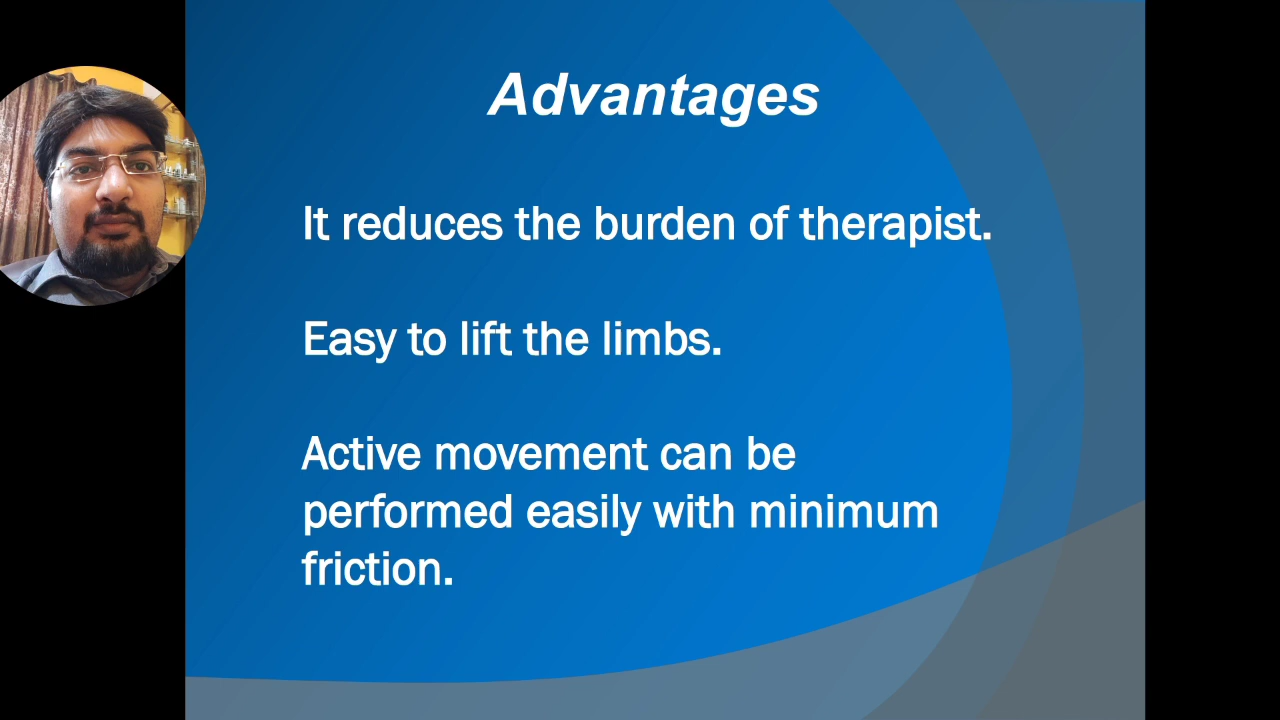 Advantages
It reduces the burden of therapist.
Easy to lift the limbs.
Active movement can be
performed easily with minimum
friction.